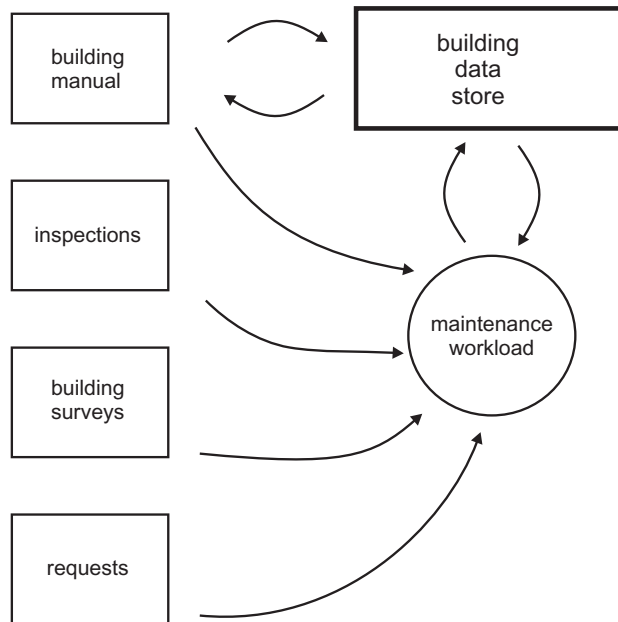 building
manual
building
data
store
inspections
maintenance
workload
building
surveys
requests